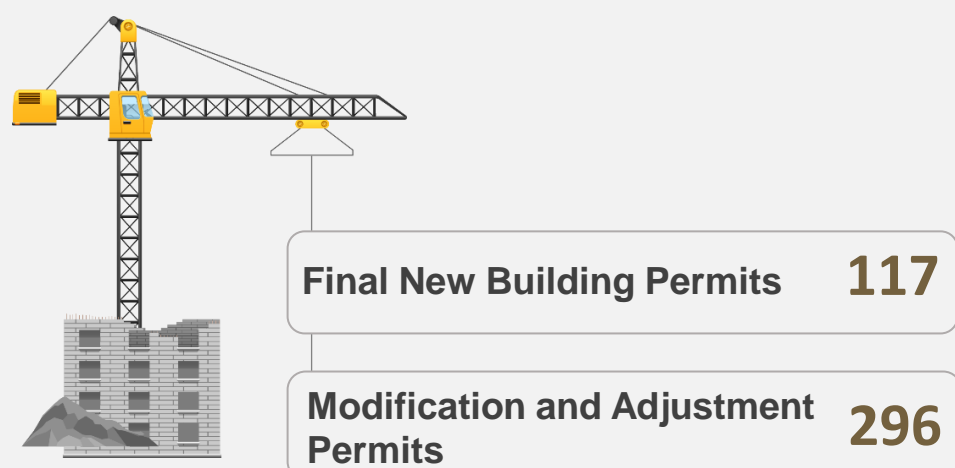 Final New Building Permits 117
Modification and Adjustment
Permits 296